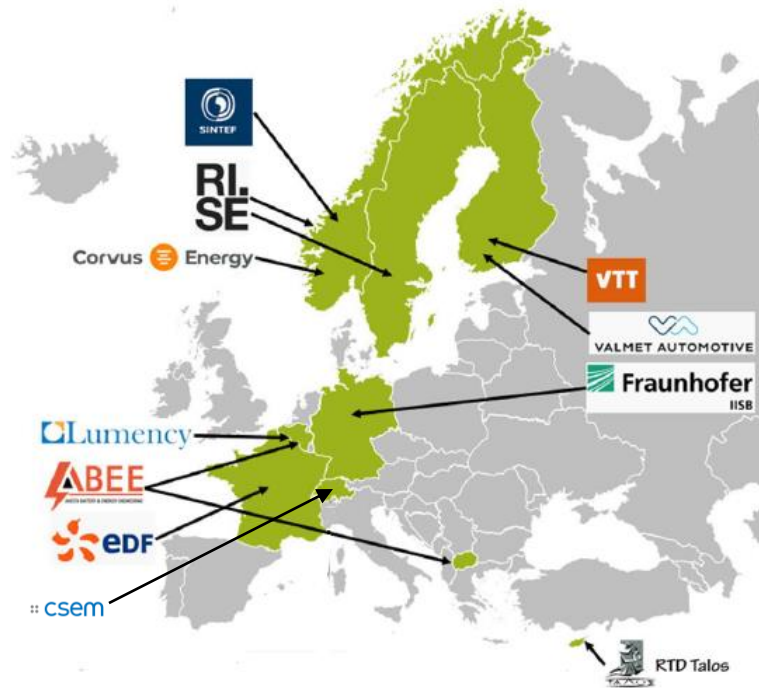 SINTEF
RI.
SE
Corvus Energy
VTT
VALMET AUTOMOTIVE
Fraunhofer
IISB
Lumency
ABEE
eDF
:: csem
RTD Talos